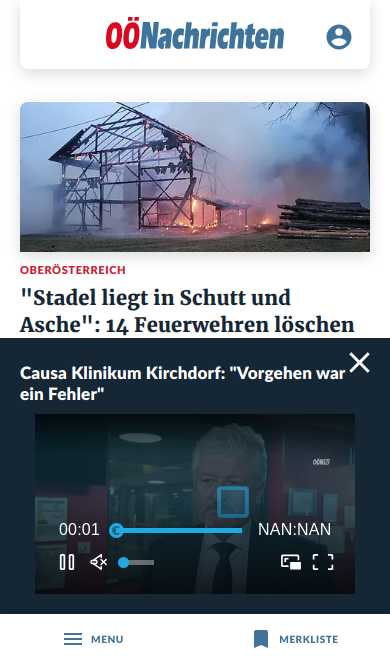 OÖNachrichten
OBERÖSTERREICH
"Stadel liegt in Schutt und
Asche": 14 Feuerwehren löschen
Causa Klinikum Kirchdorf: "Vorgehen war
ein Fehler"
OÖNCLIP
00:01
NAN:NAN
MENU
MERKLISTE